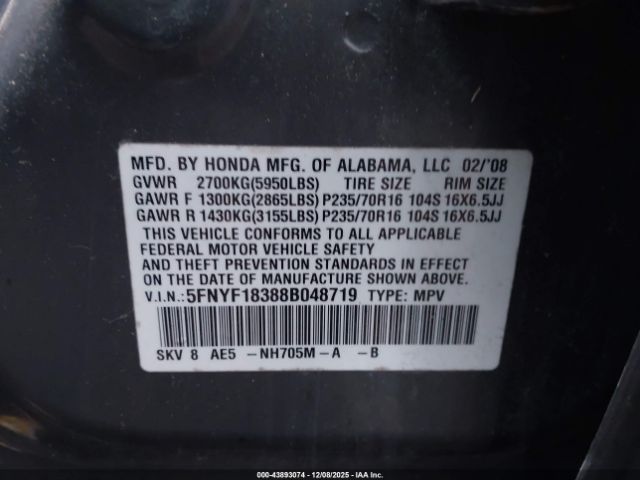 MFD. BY HONDA MFG. OF ALABAMA, LLC 02/'08
GVWR 2700KG(5950LBS) TIRE SIZE RIM SIZE
GAWR F 1300KG(2865LBS) P235/70R16 104S 16X6.5JJ
GAWR R 1430KG(3155LBS) P235/70R16 104S 16X6.5JJ
THIS VEHICLE CONFORMS TO ALL APPLICABLE
FEDERAL MOTOR VEHICLE SAFETY
AND THEFT PREVENTION STANDARDS IN EFFECT
ON THE DATE OF MANUFACTURE SHOWN ABOVE.
V.I.N.: 5FNYF18388B048719 TYPE: MPV
SKV 8 AE5 -NH705M-A -B
000-43893074 | 12/08/2025 | IAA Inc.